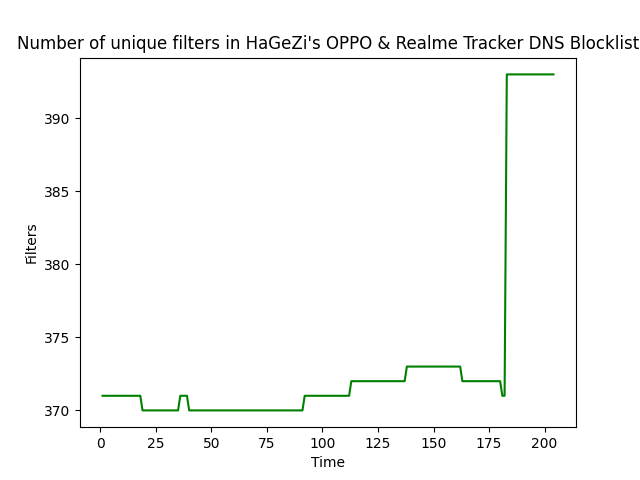 Number of unique filters in HaGeZi's OPPO & Realme Tracker DNS Blocklist
390
385
380
375
370
Filters
0 25 50 75 100 125 150 175 200
Time